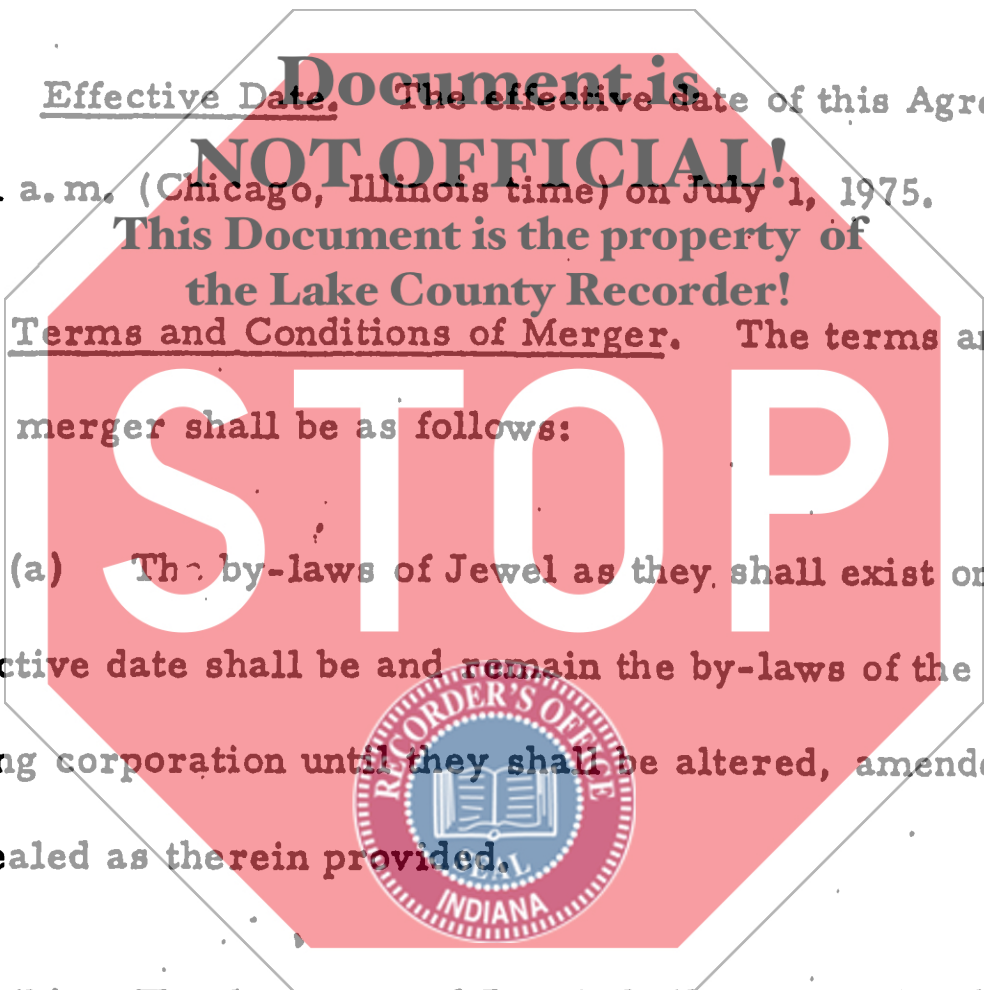 Document is
Effective Date. The effective date of this Agre
NOT OFFICIAL!
a.m. (Chicago, Illinois time) on July 1, 1975.
This Document is the property of
the Lake County Recorder!
Terms and Conditions of Merger. The terms an
merger shall be as follows:
STOP
(a) The by-laws of Jewel as they shall exist on
ctive date shall be and remain the by-laws of the
ng corporation until they shall be altered, amende
ealed as therein provided.
RECORDER'S OFFICE
SEAL
INDIANA